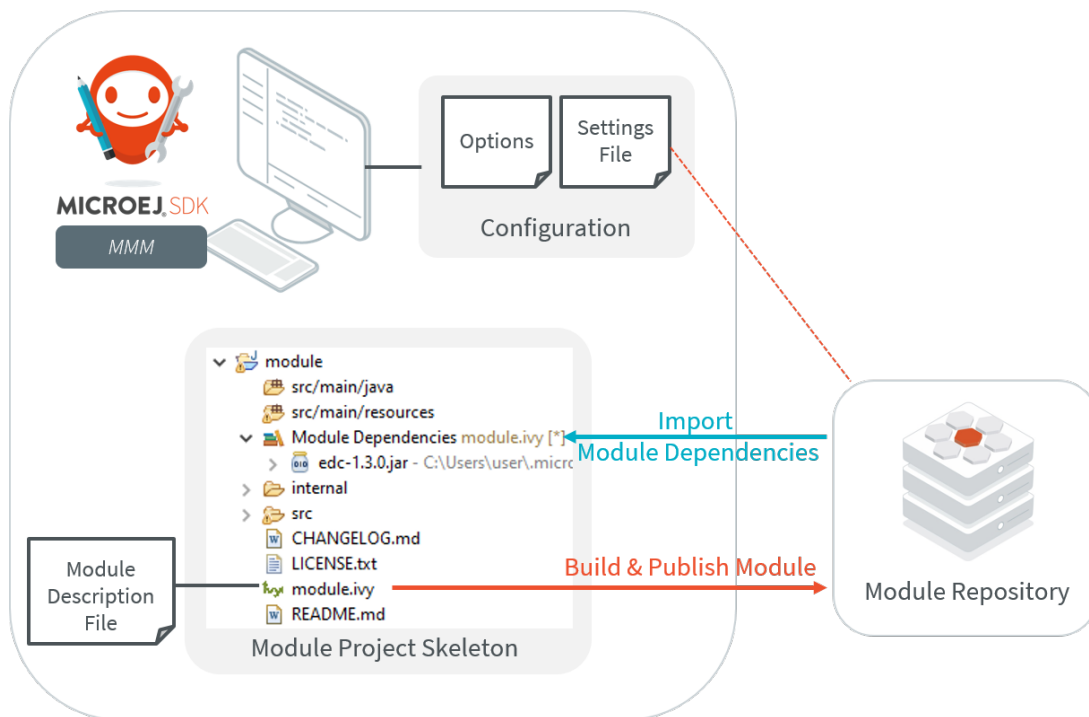 MICROEJ® SDK
MMM
Options
Settings
File
Configuration
module
src/main/java
src/main/resources
Module Dependencies module.ivy [*]
edc-1.3.0.jar - C:\Users\user\.micro
internal
src
CHANGELOG.md
LICENSE.txt
module.ivy
README.md
Module Project Skeleton
Module
Description
File
Import
Module Dependencies
Build & Publish Module
Module Repository